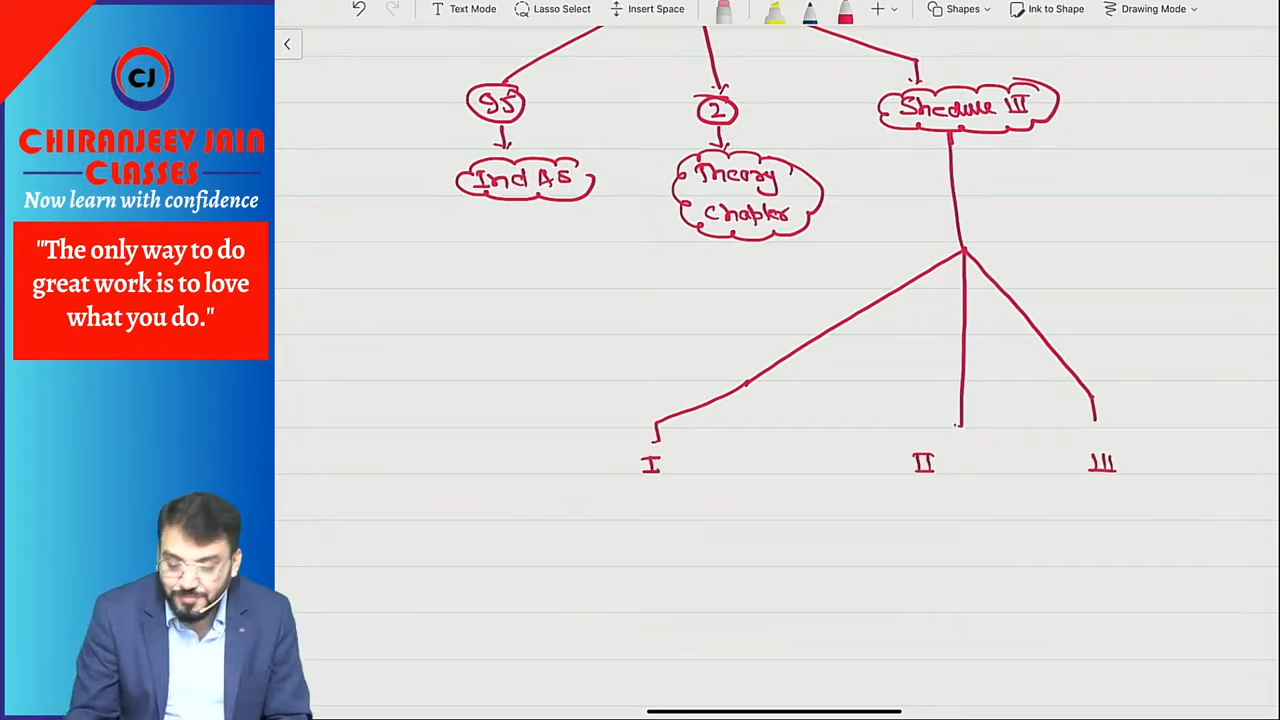 Text Mode Lasso Select Insert Space Shapes Ink to Shape Drawing Mode
CJ
CHIRANJEEV JAIN
CLASSES
Now learn with confidence
"The only way to do
great work is to love
what you do."
95 2 Shedule III
Ind AS Theory
Chapter
I II III